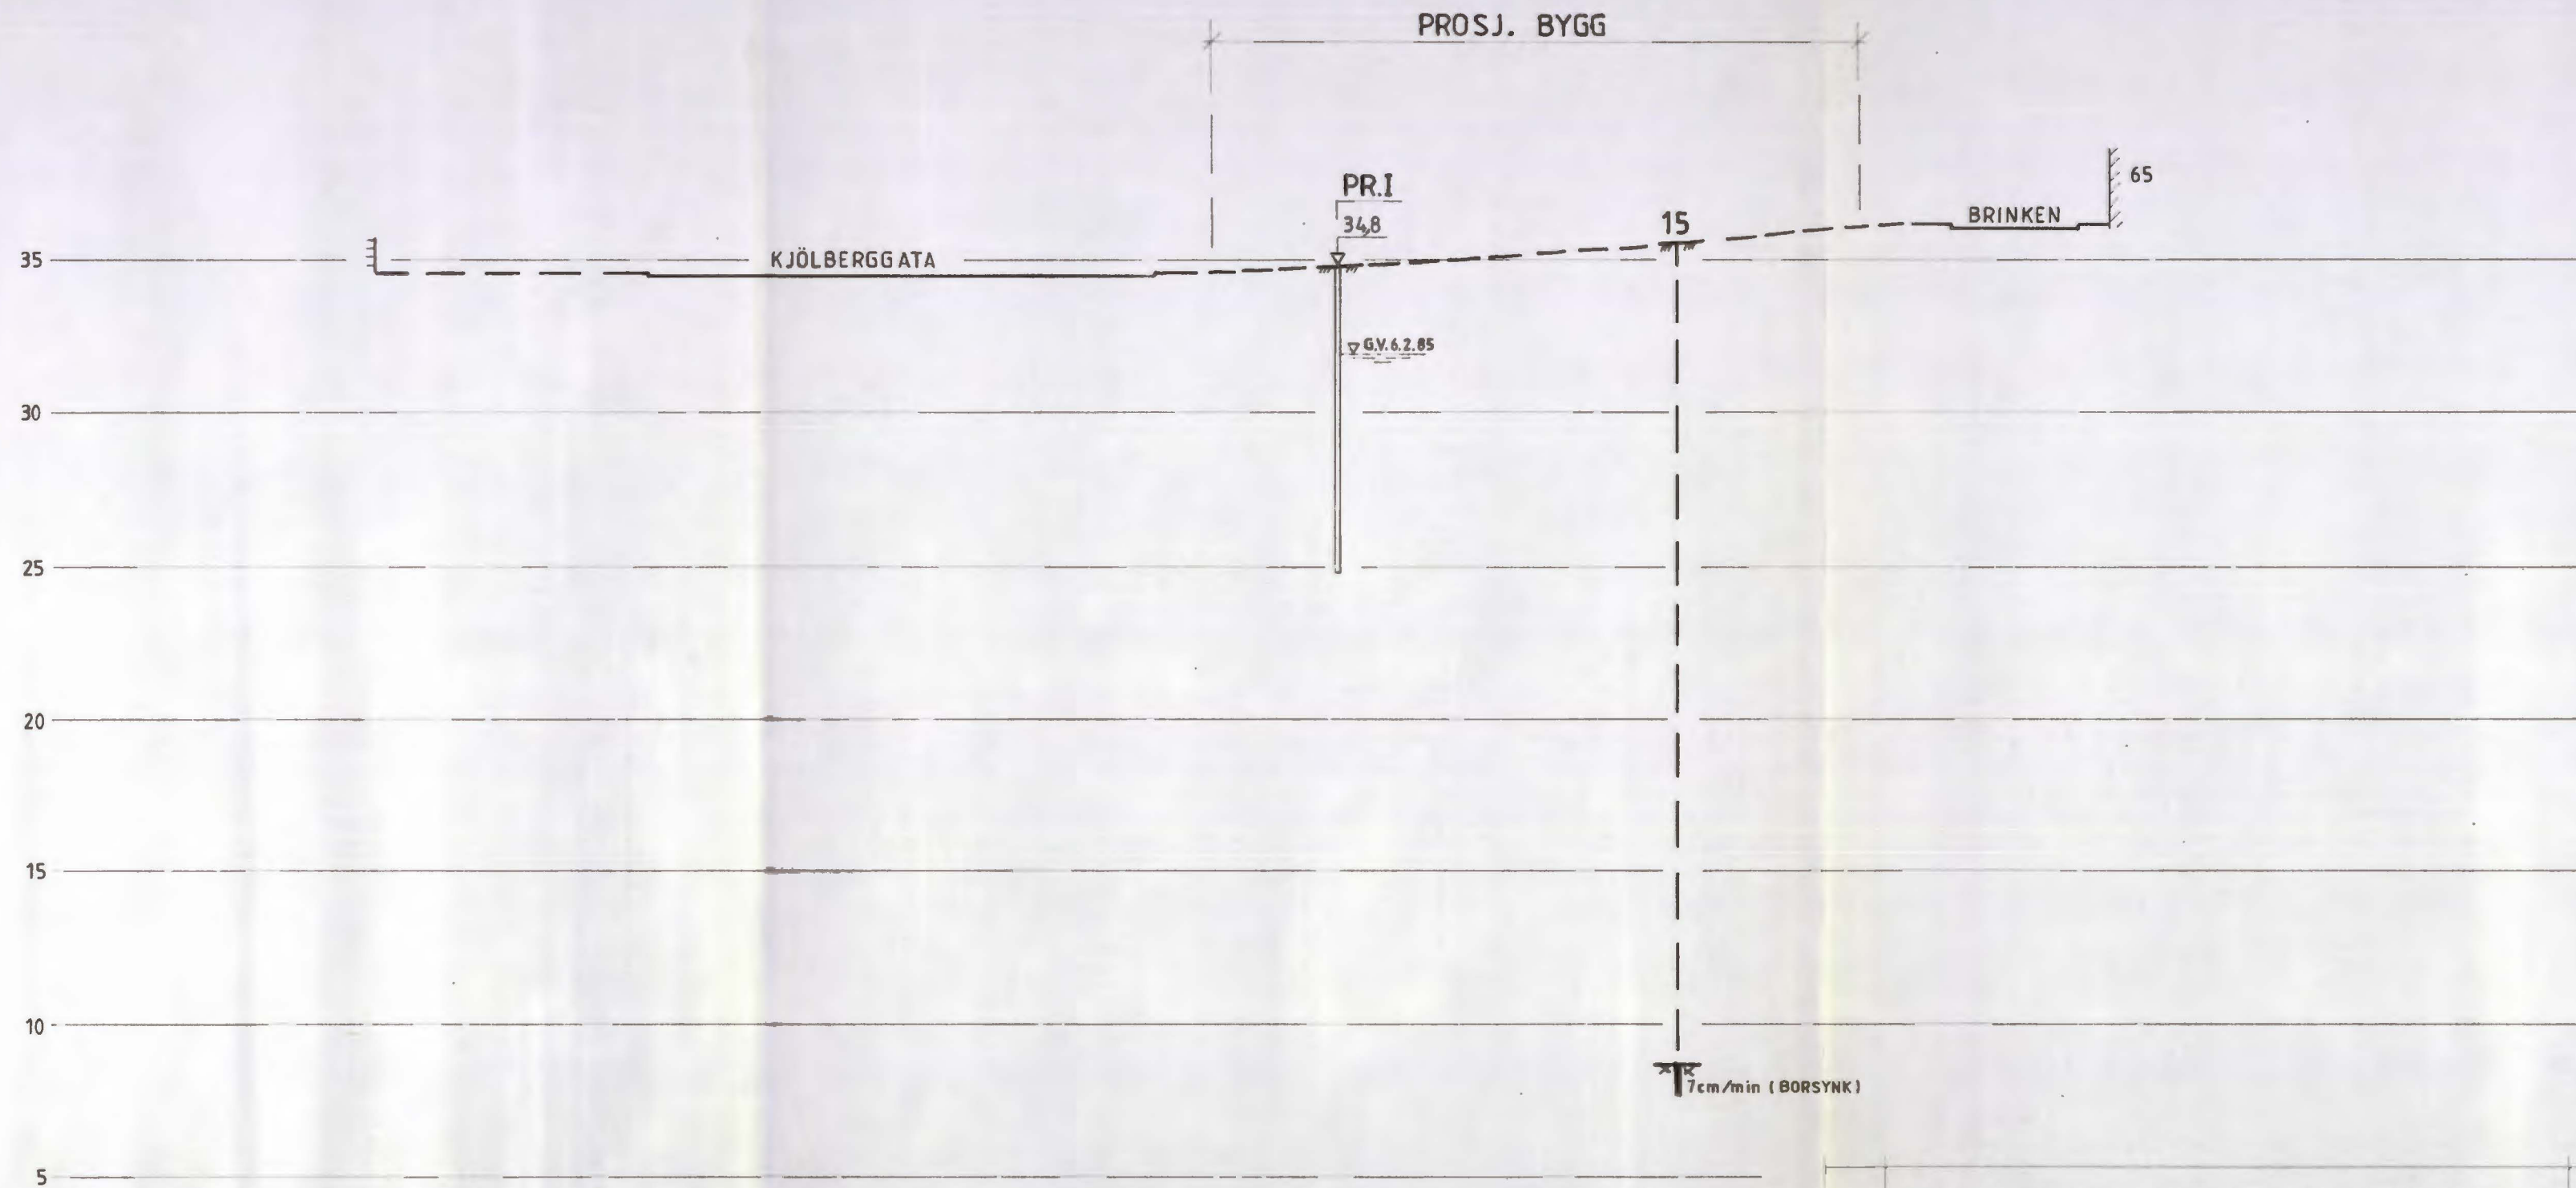 PROSJ. BYGG
PR.I
34,8
65
BRINKEN
15
35
KJÖLBERGGATA
G.V. 6.2.85
30
25
20
15
10
7cm/min (BORSYNK)
5